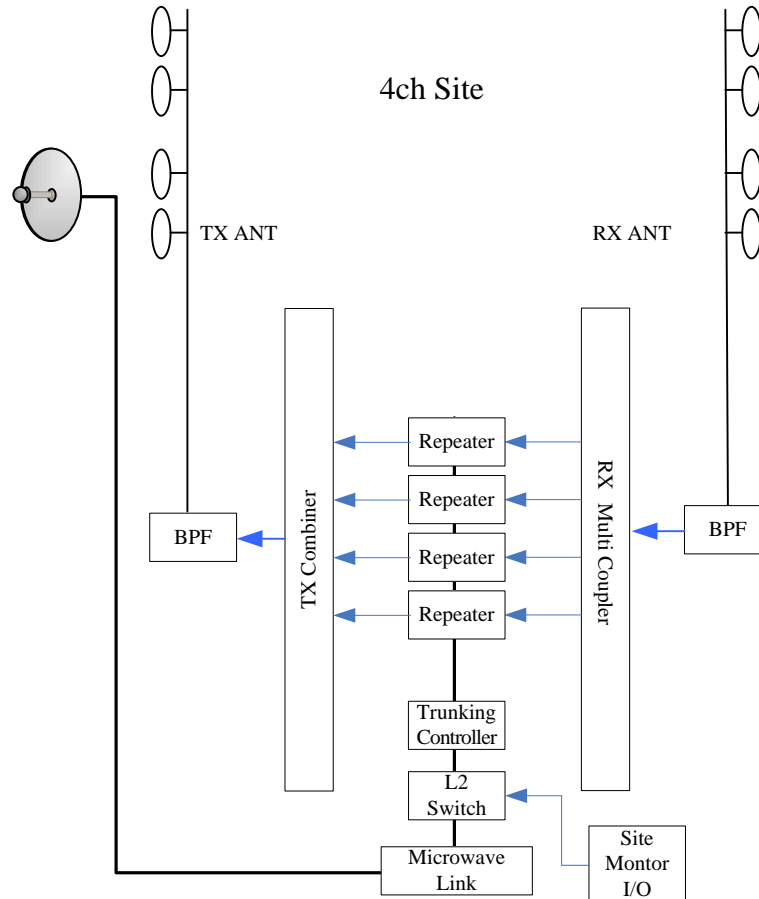 4ch Site
TX ANT
RX ANT
Repeater
Repeater
Repeater
Repeater
BPF
TX Combiner
RX Multi Coupler
BPF
Trunking
Controller
L2
Switch
Microwave
Link
Site
Montor
I/O